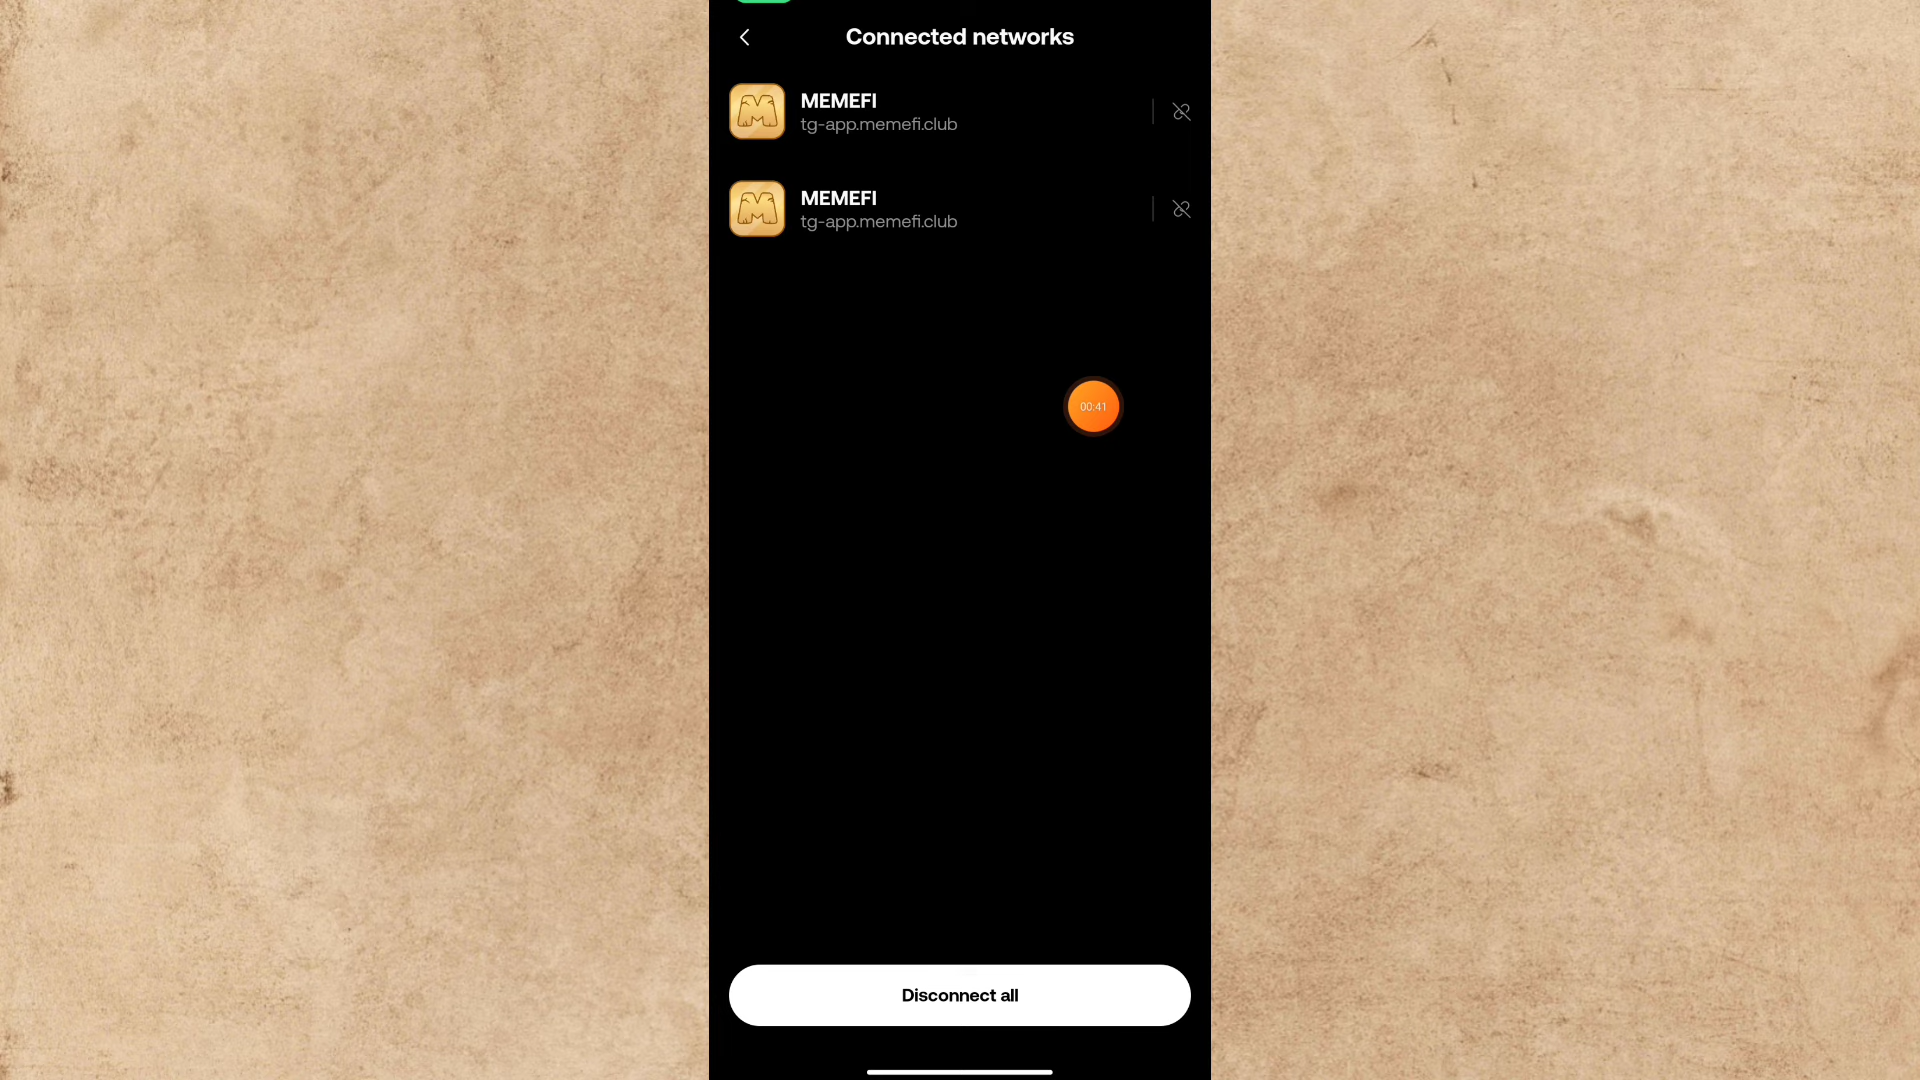 Connected networks
MEMEFI
tg-app.memefi.club
MEMEFI
tg-app.memefi.club
00:41
Disconnect all